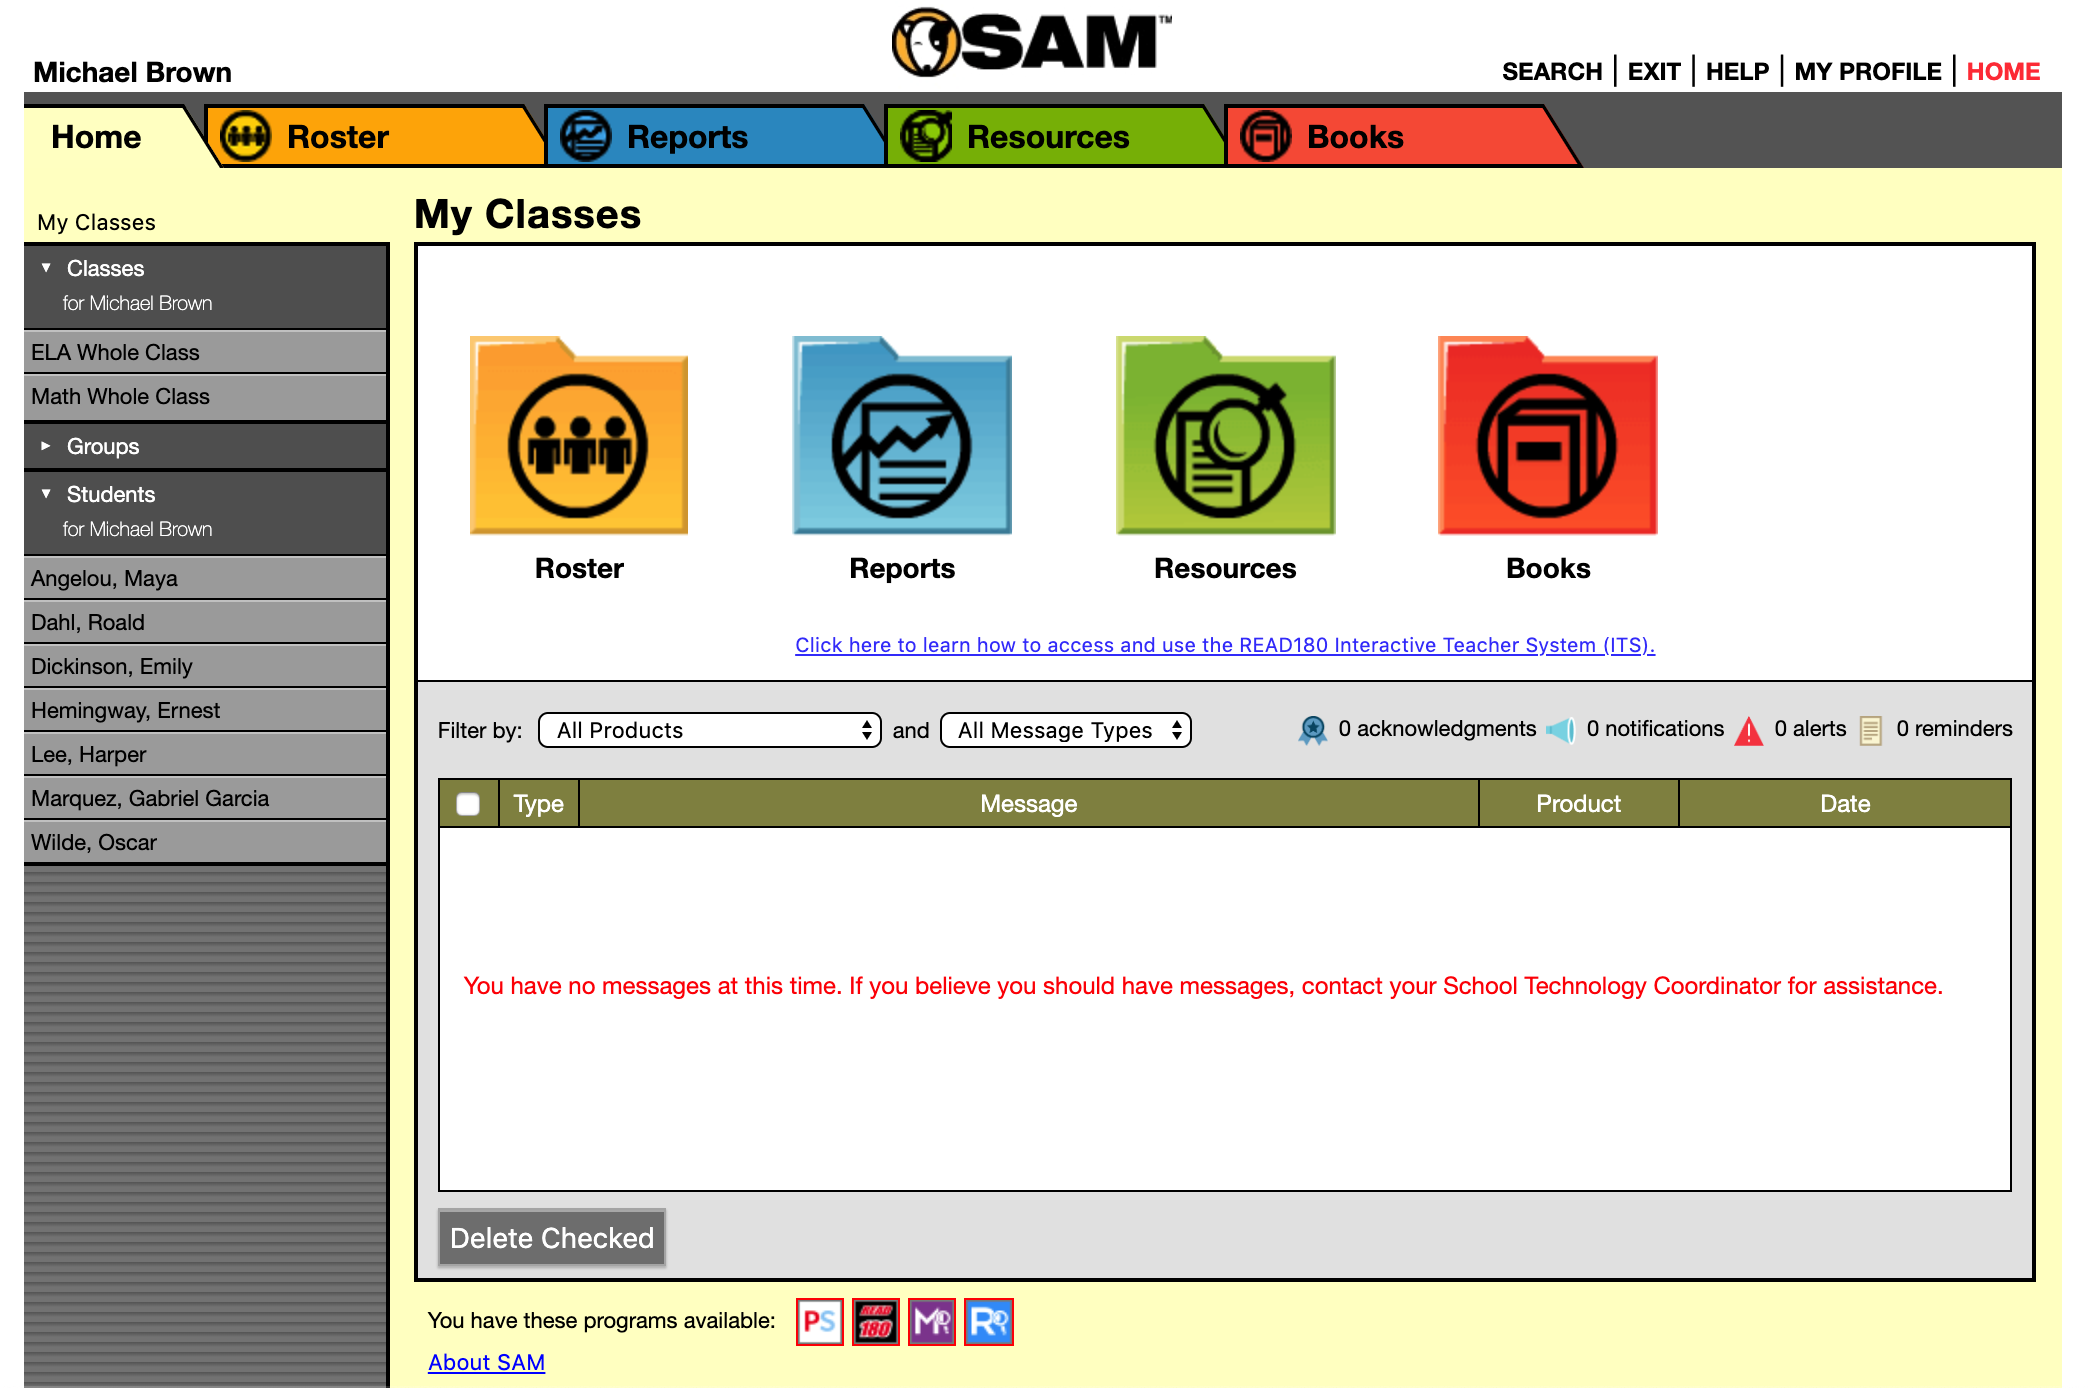 SAM™
Michael Brown
SEARCH | EXIT | HELP | MY PROFILE | HOME
Home
Roster
Reports
Resources
Books
My Classes
Classes
for Michael Brown
ELA Whole Class
Math Whole Class
Groups
Students
for Michael Brown
Angelou, Maya
Dahl, Roald
Dickinson, Emily
Hemingway, Ernest
Lee, Harper
Marquez, Gabriel Garcia
Wilde, Oscar
My Classes
Roster
Reports
Resources
Books
Click here to learn how to access and use the READ180 Interactive Teacher System (ITS).
Filter by: All Products and All Message Types
0 acknowledgments 0 notifications 0 alerts 0 reminders
Type Message Product Date
You have no messages at this time. If you believe you should have messages, contact your School Technology Coordinator for assistance.
Delete Checked
You have these programs available: PS READ 180 MI RI
About SAM